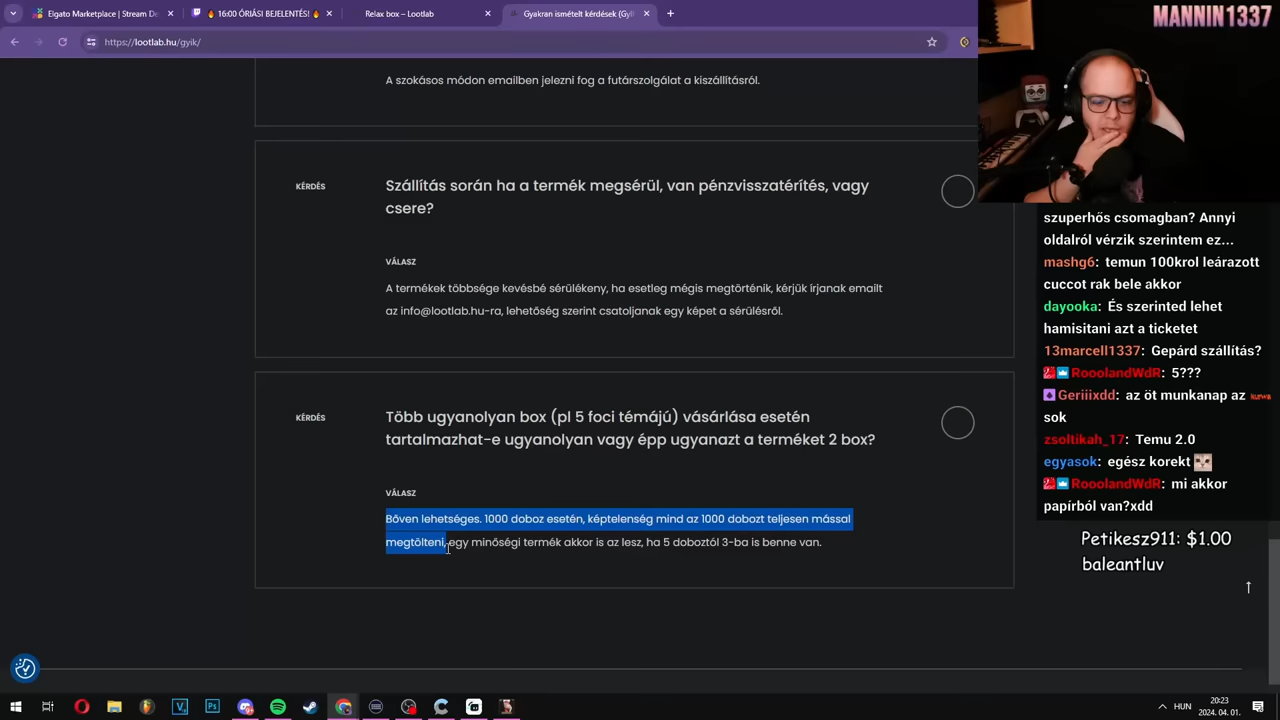 Elgato Marketplace | Stream De
🔥 16:00 ÓRIÁSI BEJELENTÉS! 🔥
Relax box – Lootlab
Gyakran ismételt kérdések (Gyl
https://lootlab.hu/gyik/
MANNIN1337
A szokásos módon emailben jelezni fog a futárszolgálat a kiszállításról.
KÉRDÉS
Szállítás során ha a termék megsérül, van pénzvisszatérítés, vagy
csere?
VÁLASZ
A termékek többsége kevésbé sérülékeny, ha esetleg mégis megtörténik, kérjük írjanak emailt
az info@lootlab.hu-ra, lehetőség szerint csatoljanak egy képet a sérülésről.
KÉRDÉS
Több ugyanolyan box (pl 5 foci témájú) vásárlása esetén
tartalmazhat-e ugyanolyan vagy épp ugyanazt a terméket 2 box?
VÁLASZ
Bőven lehetséges. 1000 doboz esetén, képtelenség mind az 1000 dobozt teljesen mással
megtölteni, egy minőségi termék akkor is az lesz, ha 5 doboztól 3-ba is benne van.
szuperhős csomagban? Annyi
oldalról vérzik szerintem ez...
mashg6: temun 100krol leárazott
cuccot rak bele akkor
dayooka: És szerinted lehet
hamisitani azt a ticketet
13marcell1337: Gepárd szállítás?
RooolandWdR: 5???
Geriiixdd: az öt munkanap az
sok
zsoltikah_17: Temu 2.0
egyasok: egész korekt
RooolandWdR: mi akkor
papírból van?xdd
Petikesz911: $1.00
baleantluv
↑
HUN
20:23
2024. 04. 01.